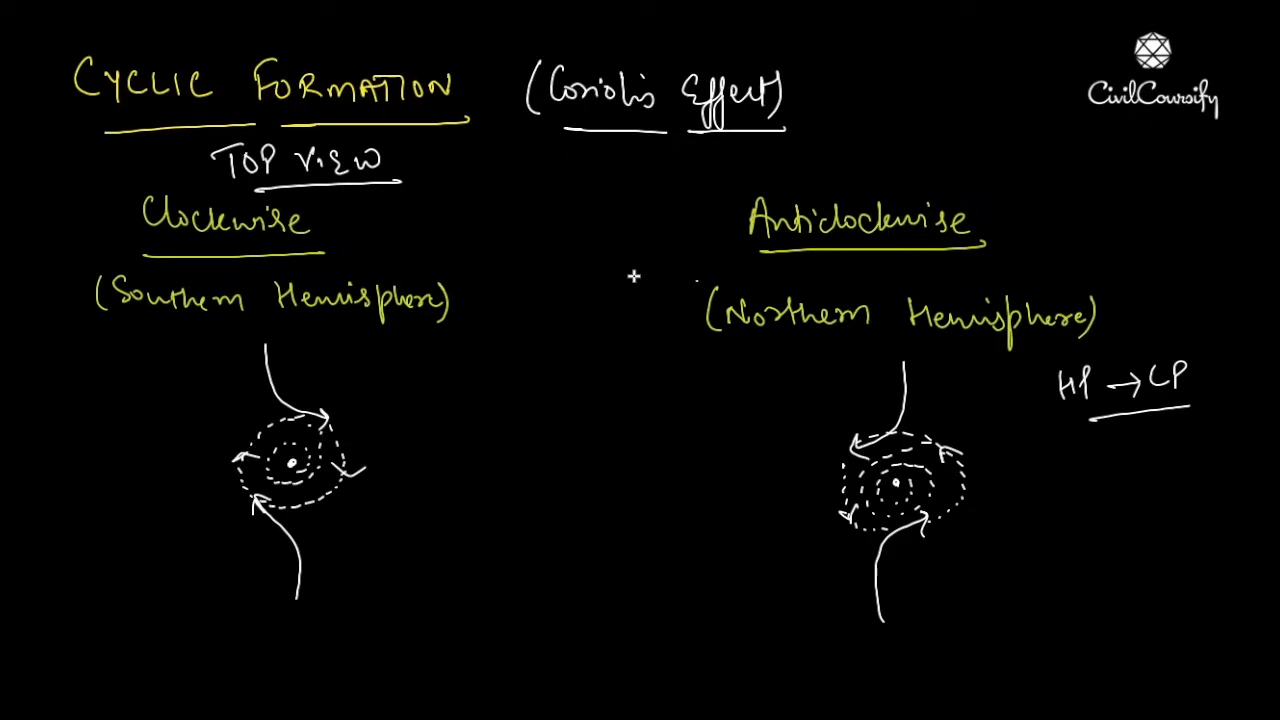 CYCLIC FORMATION (Coriolis Effect)
CivilCoursify
TOP VIEW
Clockwise
Anticlockwise
(Southern Hemisphere)
(Northern Hemisphere)
HP → LP